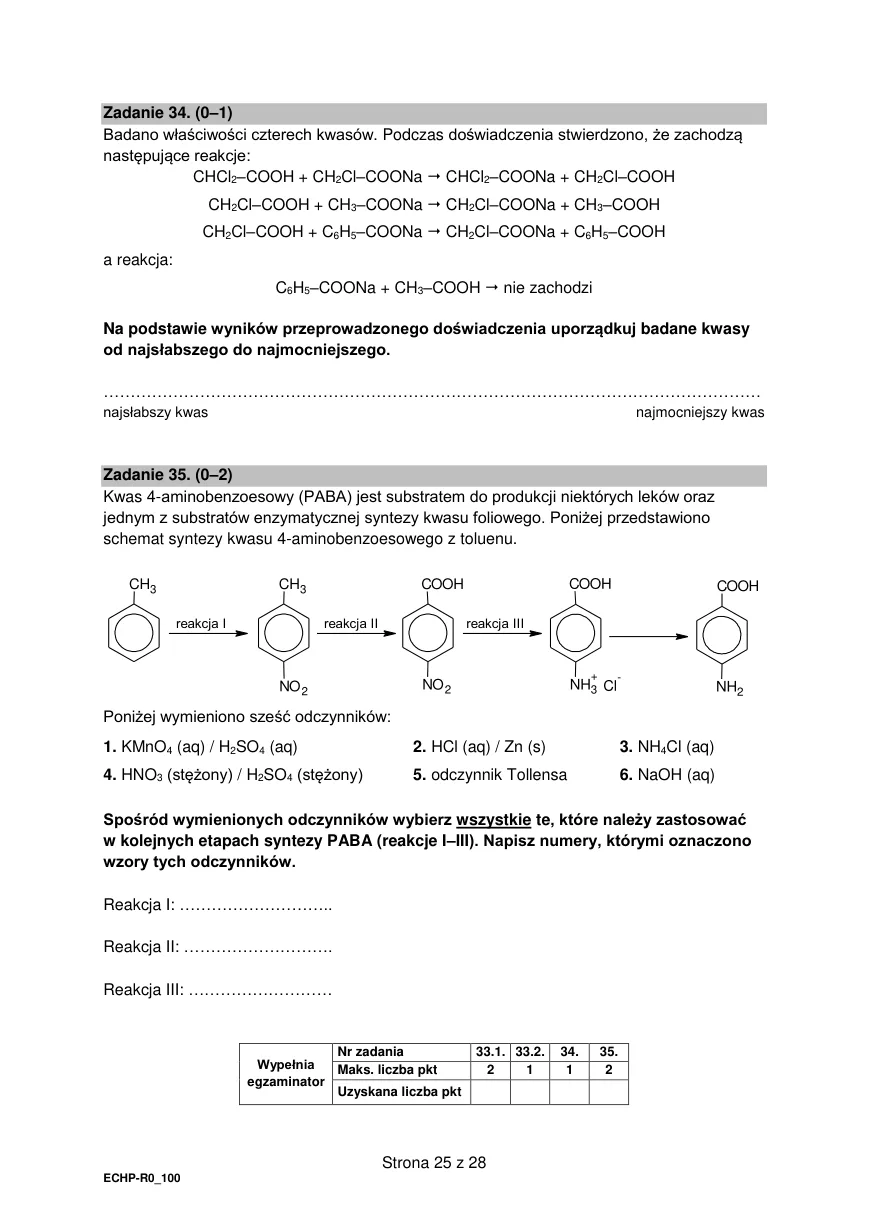 Zadanie 34. (0–1)
Badano właściwości czterech kwasów. Podczas doświadczenia stwierdzono, że zachodzą
następujące reakcje:
CHCl₂–COOH + CH₂Cl–COONa → CHCl₂–COONa + CH₂Cl–COOH
CH₂Cl–COOH + CH₃–COONa → CH₂Cl–COONa + CH₃–COOH
CH₂Cl–COOH + C₆H₅–COONa → CH₂Cl–COONa + C₆H₅–COOH
a reakcja:
C₆H₅–COONa + CH₃–COOH → nie zachodzi
Na podstawie wyników przeprowadzonego doświadczenia uporządkuj badane kwasy
od najsłabszego do najmocniejszego.
……………………………………………………………………………………………………………
najsłabszy kwas najmocniejszy kwas
Zadanie 35. (0–2)
Kwas 4-aminobenzoesowy (PABA) jest substratem do produkcji niektórych leków oraz
jednym z substratów enzymatycznej syntezy kwasu foliowego. Poniżej przedstawiono
schemat syntezy kwasu 4-aminobenzoesowego z toluenu.
CH₃ CH₃ COOH COOH COOH
reakcja I reakcja II reakcja III
NO₂ NO₂ NH₃⁺ Cl⁻ NH₂
Poniżej wymieniono sześć odczynników:
1. KMnO₄ (aq) / H₂SO₄ (aq) 2. HCl (aq) / Zn (s) 3. NH₄Cl (aq)
4. HNO₃ (stężony) / H₂SO₄ (stężony) 5. odczynnik Tollensa 6. NaOH (aq)
Spośród wymienionych odczynników wybierz wszystkie te, które należy zastosować
w kolejnych etapach syntezy PABA (reakcje I–III). Napisz numery, którymi oznaczono
wzory tych odczynników.
Reakcja I: ………………………..
Reakcja II: ……………………….
Reakcja III: ………………………
Wypełnia egzaminator
Nr zadania 33.1. 33.2. 34. 35.
Maks. liczba pkt 2 1 1 2
Uzyskana liczba pkt
Strona 25 z 28
ECHP-R0_100